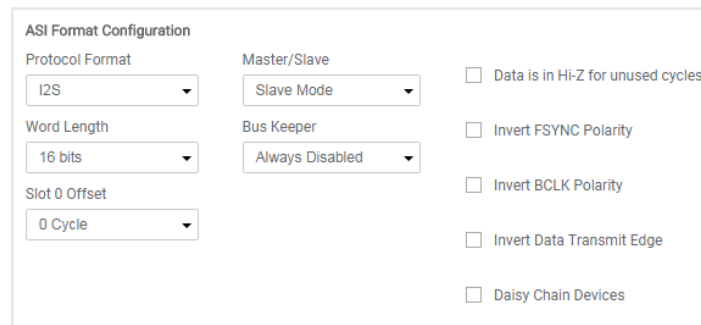 ASI Format Configuration
Protocol Format
I2S
Master/Slave
Slave Mode
Word Length
16 bits
Bus Keeper
Always Disabled
Slot 0 Offset
0 Cycle
Data is in Hi-Z for unused cycles
Invert FSYNC Polarity
Invert BCLK Polarity
Invert Data Transmit Edge
Daisy Chain Devices